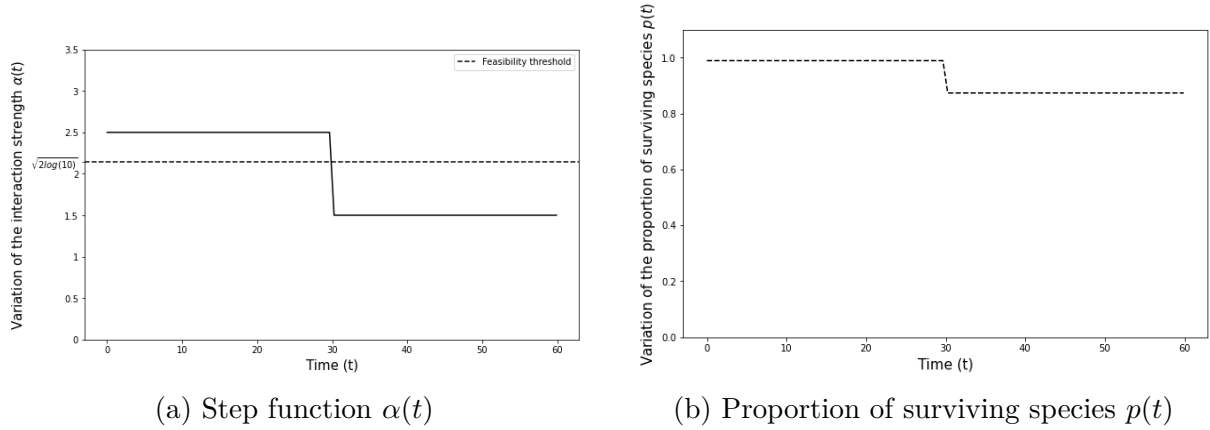 Variation of the interaction strength α(t)
3.5
3
2.5
√2log(10)
2
1.5
1
0.5
0
Feasibility threshold
0 10 20 30 40 50 60
Time (t)
(a) Step function α(t)
Variation of the proportion of surviving species p(t)
1.0
0.8
0.6
0.4
0.2
0.0
0 10 20 30 40 50 60
Time (t)
(b) Proportion of surviving species p(t)